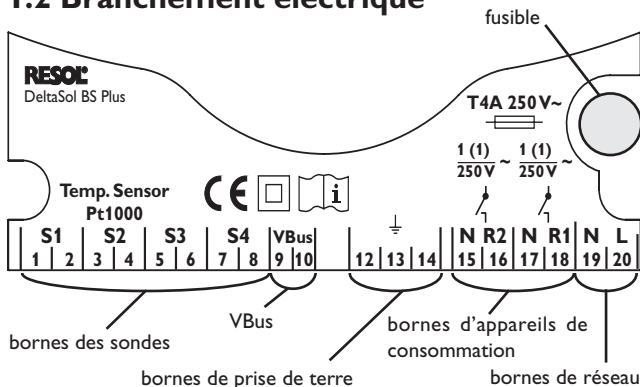 1.2 Branchement électrique
fusible
RESOL®
DeltaSol BS Plus
T4A 250 V~
1 (1) ~ 1 (1) ~
250 V 250 V
Temp. Sensor
Pt1000
CE i
S1 S2 S3 S4 VBus N R2 N R1 N L
1 2 3 4 5 6 7 8 9 10 12 13 14 15 16 17 18 19 20
bornes des sondes
VBus
bornes d'appareils de
consommation
bornes de prise de terre
bornes de réseau